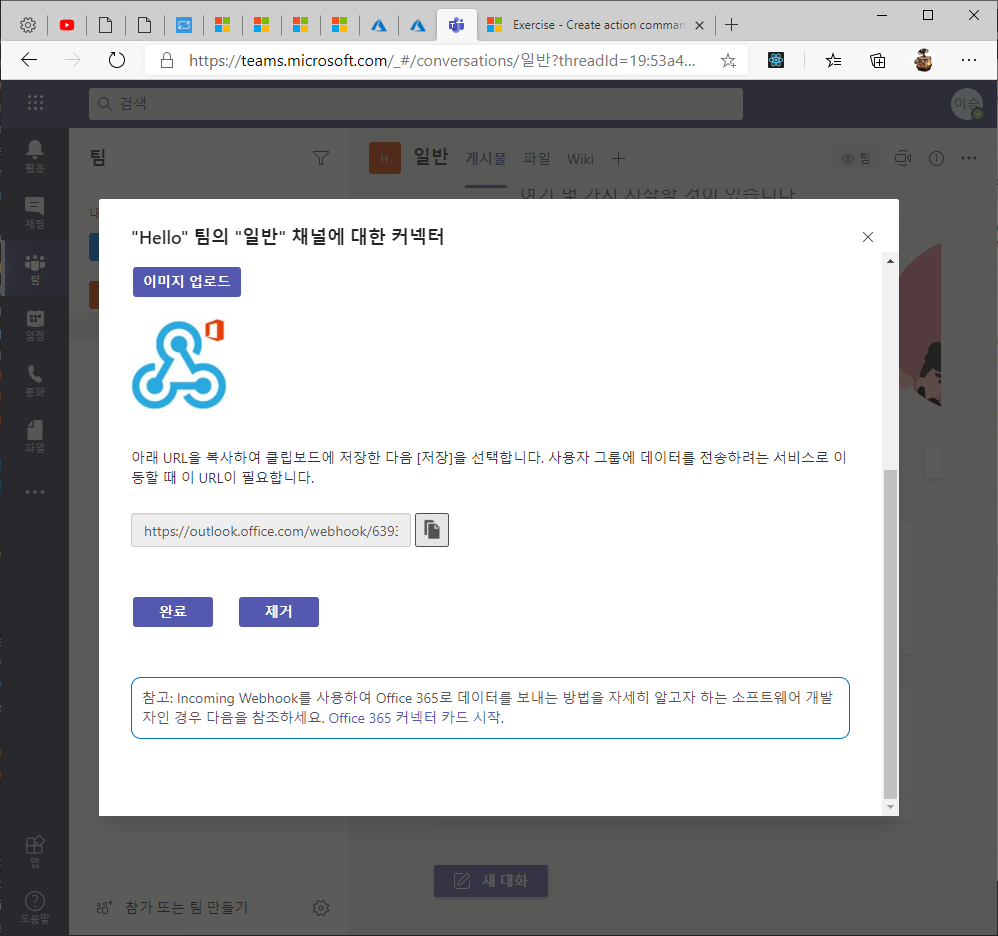 Exercise - Create action comman
https://teams.microsoft.com/_#/conversations/일반?threadId=19:53a4...
검색
이승
활동
채팅
팀
일정
통화
파일
앱
도움말
팀
H
일반
게시물
파일
Wiki
팀
"Hello" 팀의 "일반" 채널에 대한 커넥터
이미지 업로드
아래 URL을 복사하여 클립보드에 저장한 다음 [저장]을 선택합니다. 사용자 그룹에 데이터를 전송하려는 서비스로 이
동할 때 이 URL이 필요합니다.
https://outlook.office.com/webhook/6393
완료
제거
참고: Incoming Webhook를 사용하여 Office 365로 데이터를 보내는 방법을 자세히 알고자 하는 소프트웨어 개발
자인 경우 다음을 참조하세요. Office 365 커넥터 카드 시작.
새 대화
참가 또는 팀 만들기